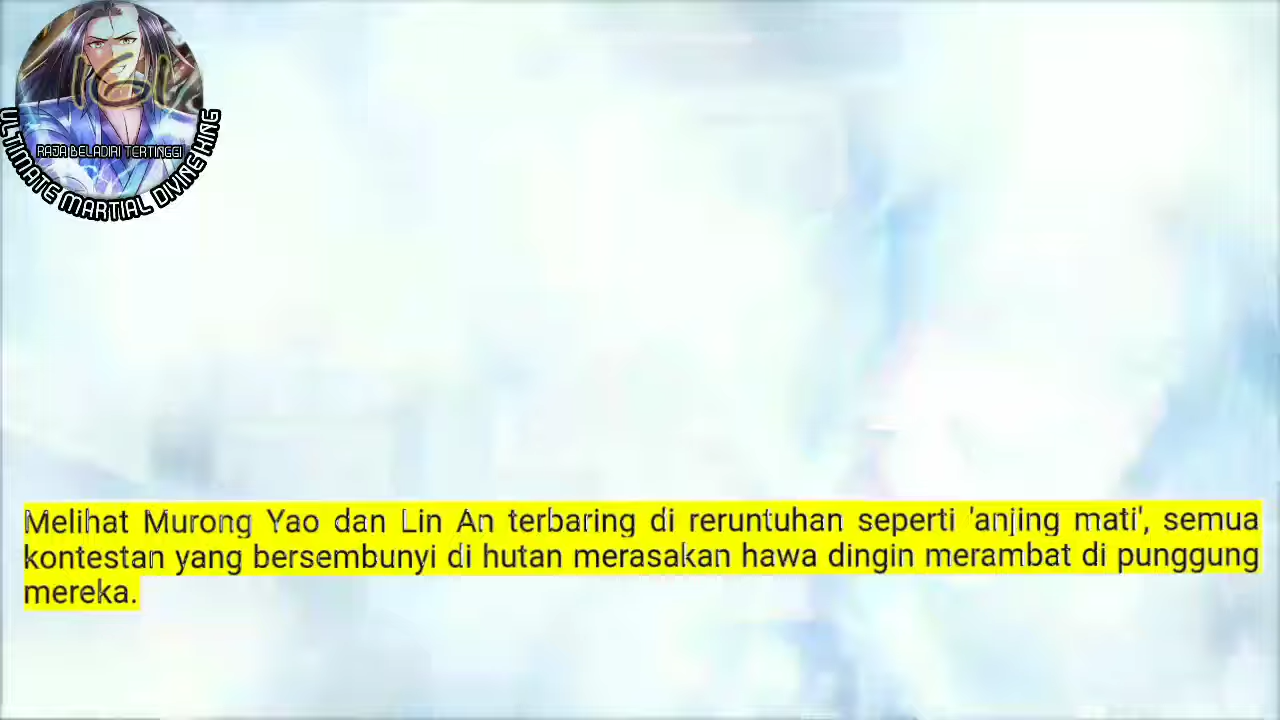 RAJA BELADIRI TERTINGGI
ULTIMATE MARTIAL DIVINE KING
Melihat Murong Yao dan Lin An terbaring di reruntuhan seperti 'anjing mati', semua
kontestan yang bersembunyi di hutan merasakan hawa dingin merambat di punggung
mereka.